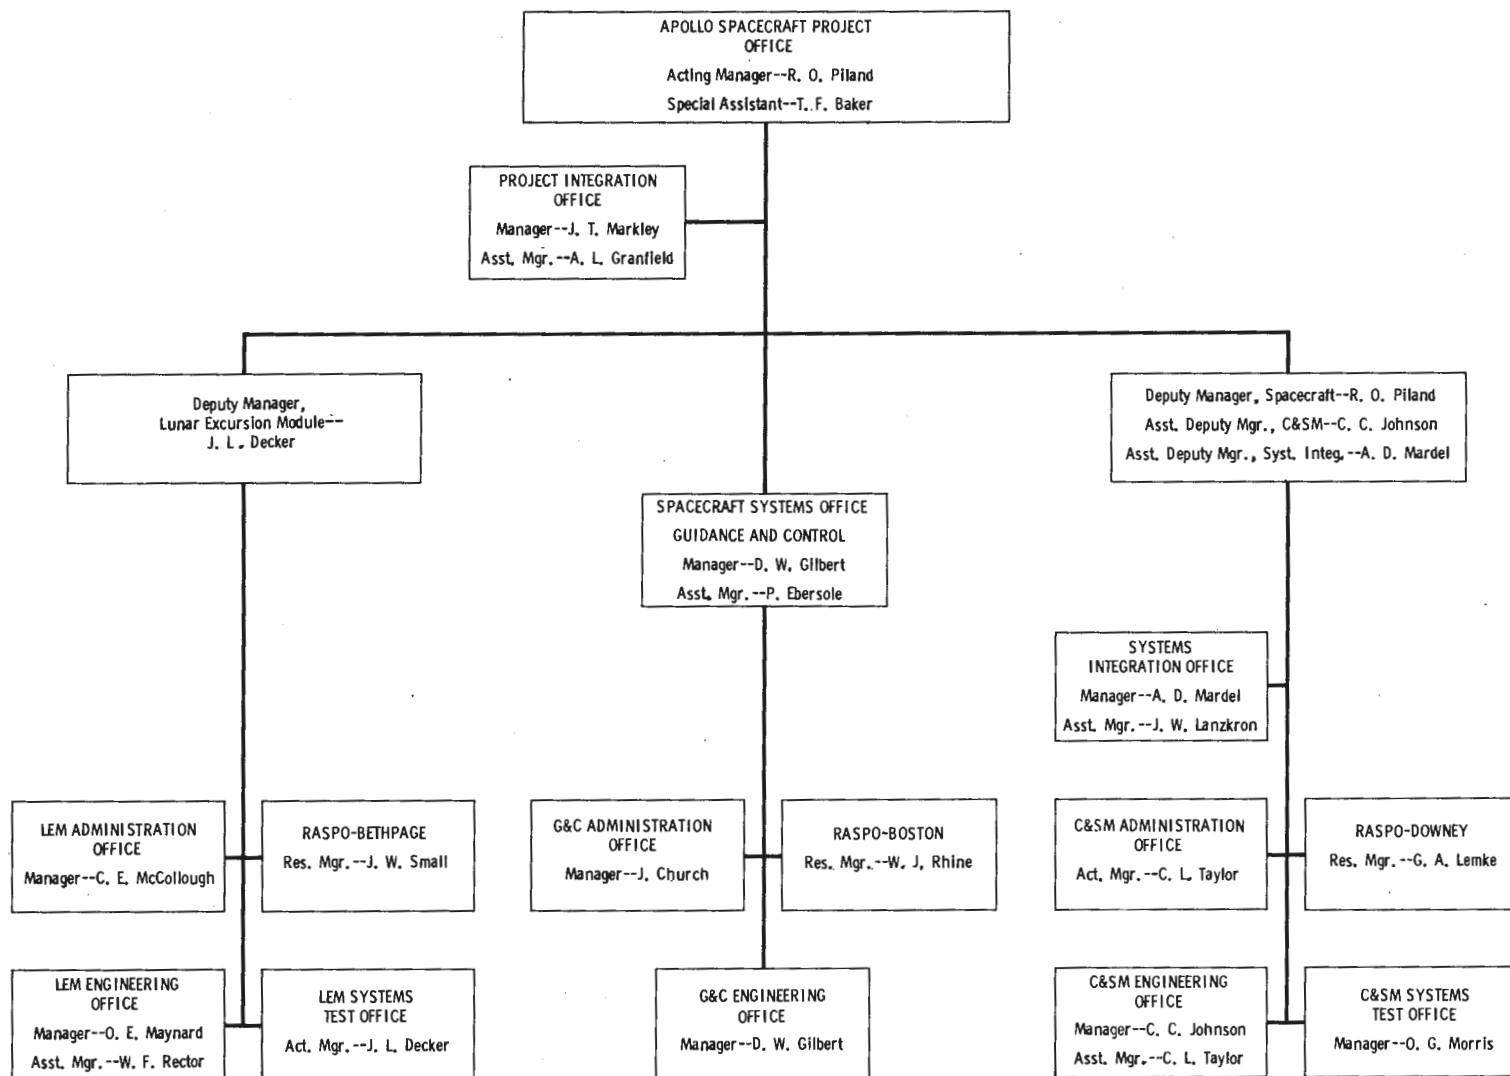 APOLLO SPACECRAFT PROJECT
OFFICE
Acting Manager--R. O. Piland
Special Assistant--T. F. Baker
PROJECT INTEGRATION
OFFICE
Manager--J. T. Markley
Asst. Mgr.--A. L. Granfield
Deputy Manager,
Lunar Excursion Module--
J. L. Decker
Deputy Manager, Spacecraft--R. O. Piland
Asst. Deputy Mgr., C&SM--C. C. Johnson
Asst. Deputy Mgr., Syst. Integ.--A. D. Mardel
SPACECRAFT SYSTEMS OFFICE
GUIDANCE AND CONTROL
Manager--D. W. Gilbert
Asst. Mgr.--P. Ebersole
SYSTEMS
INTEGRATION OFFICE
Manager--A. D. Mardel
Asst. Mgr.--J. W. Lanzkron
LEM ADMINISTRATION
OFFICE
Manager--C. E. McCollough
RASPO-BETHPAGE
Res. Mgr.--J. W. Small
G&C ADMINISTRATION
OFFICE
Manager--J. Church
RASPO-BOSTON
Res. Mgr.--W. J, Rhine
C&SM ADMINISTRATION
OFFICE
Act. Mgr.--C. L. Taylor
RASPO-DOWNEY
Res. Mgr.--G. A. Lemke
LEM ENGINEERING
OFFICE
Manager--O. E. Maynard
Asst. Mgr.--W. F. Rector
LEM SYSTEMS
TEST OFFICE
Act. Mgr.--J. L. Decker
G&C ENGINEERING
OFFICE
Manager--D. W. Gilbert
C&SM ENGINEERING
OFFICE
Manager--C. C. Johnson
Asst. Mgr.--C. L. Taylor
C&SM SYSTEMS
TEST OFFICE
Manager--O. G. Morris